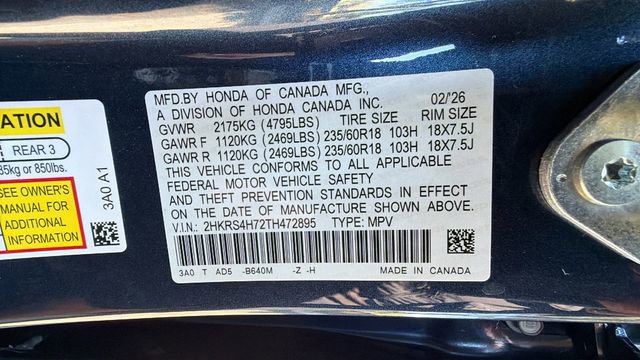 ATION
REAR 3
35kg or 850lbs.
SEE OWNER'S
MANUAL FOR
ADDITIONAL
INFORMATION
3A0 A1
MFD.BY HONDA OF CANADA MFG.,
A DIVISION OF HONDA CANADA INC. 02/'26
GVWR 2175KG (4795LBS) TIRE SIZE RIM SIZE
GAWR F 1120KG (2469LBS) 235/60R18 103H 18X7.5J
GAWR R 1120KG (2469LBS) 235/60R18 103H 18X7.5J
THIS VEHICLE CONFORMS TO ALL APPLICABLE
FEDERAL MOTOR VEHICLE SAFETY
AND THEFT PREVENTION STANDARDS IN EFFECT
ON THE DATE OF MANUFACTURE SHOWN ABOVE.
V.I.N: 2HKRS4H72TH472895 TYPE: MPV
3A0 T AD5 -B640M -Z -H MADE IN CANADA